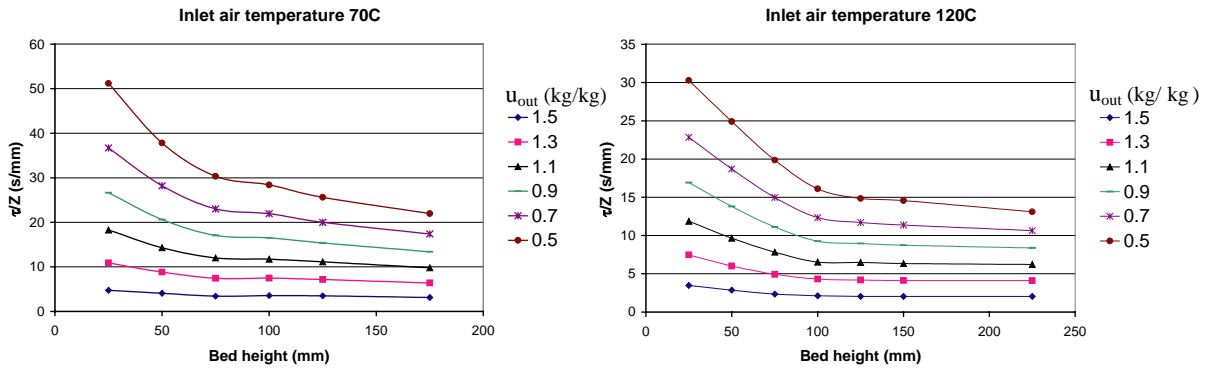 Inlet air temperature 70C
60
50
40
30
20
10
0
τ/Z (s/mm)
0 50 100 150 200
Bed height (mm)
u_out (kg/kg)
1.5
1.3
1.1
0.9
0.7
0.5
Inlet air temperature 120C
35
30
25
20
15
10
5
0
τ/Z (s/mm)
0 50 100 150 200 250
Bed height (mm)
u_out (kg/ kg )
1.5
1.3
1.1
0.9
0.7
0.5